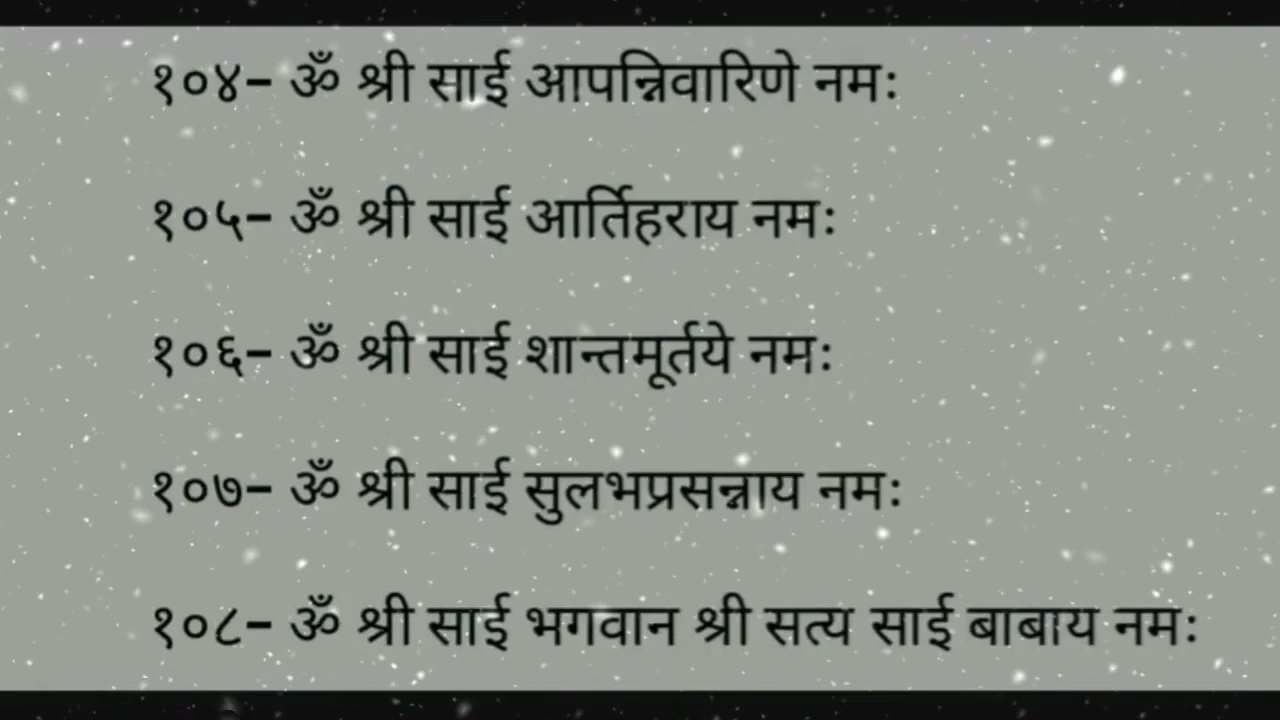 १०४- ॐ श्री साई आपन्निवारिणे नमः
१०५- ॐ श्री साई आर्तिहराय नमः
१०६- ॐ श्री साई शान्तमूर्तये नमः
१०७- ॐ श्री साई सुलभप्रसन्नाय नमः
१०८- ॐ श्री साई भगवान श्री सत्य साई बाबाय नमः